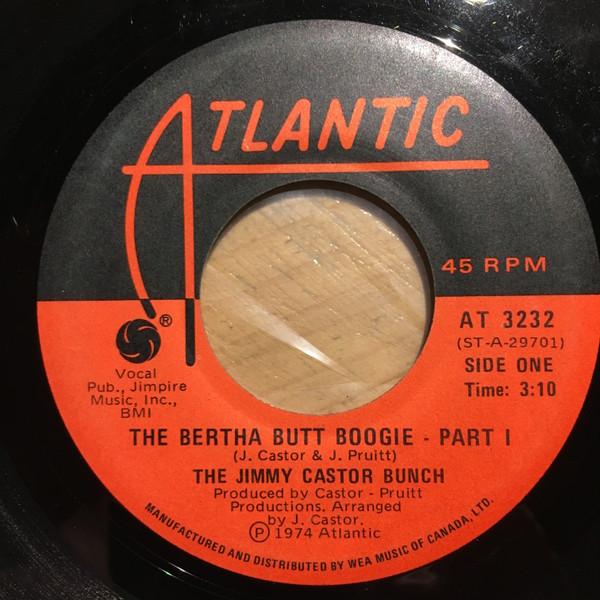 ATLANTIC
45 RPM
®
AT 3232
(ST-A-29701)
SIDE ONE
Time: 3:10
Vocal
Pub., Jimpire
Music, Inc.,
BMI
THE BERTHA BUTT BOOGIE - PART I
(J. Castor & J. Pruitt)
THE JIMMY CASTOR BUNCH
Produced by Castor - Pruitt
Productions. Arranged
by J. Castor.
Ⓟ 1974 Atlantic
MANUFACTURED AND DISTRIBUTED BY WEA MUSIC OF CANADA, LTD.